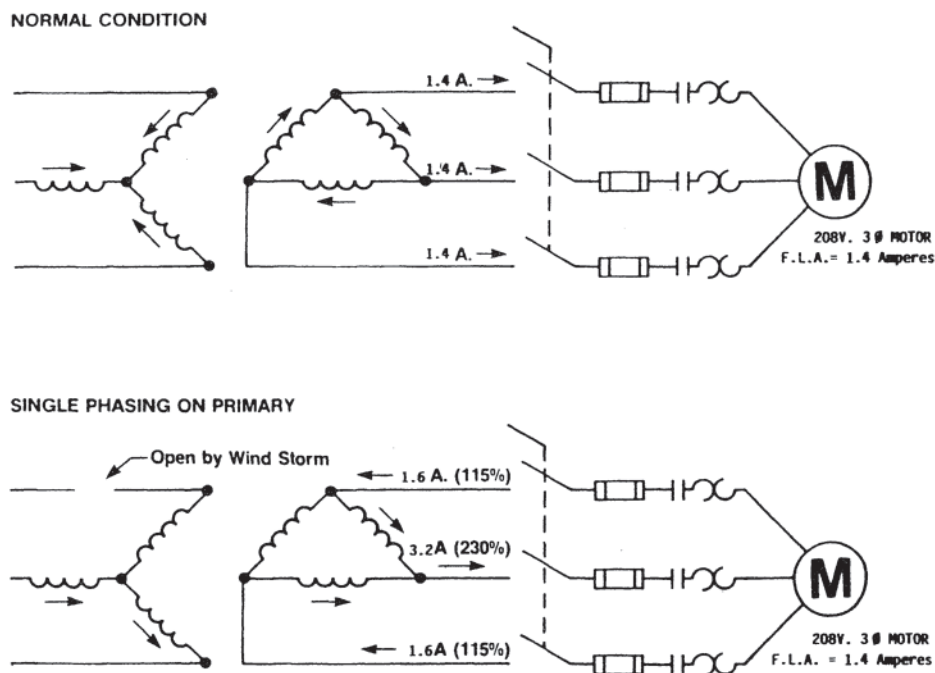 NORMAL CONDITION
1.4 A.
1.4 A.
1.4 A.
M
208V. 3 Ø MOTOR
F.L.A.= 1.4 Amperes
SINGLE PHASING ON PRIMARY
Open by Wind Storm
1.6 A. (115%)
3.2A (230%)
1.6A (115%)
M
208V. 3 Ø MOTOR
F.L.A. = 1.4 Amperes